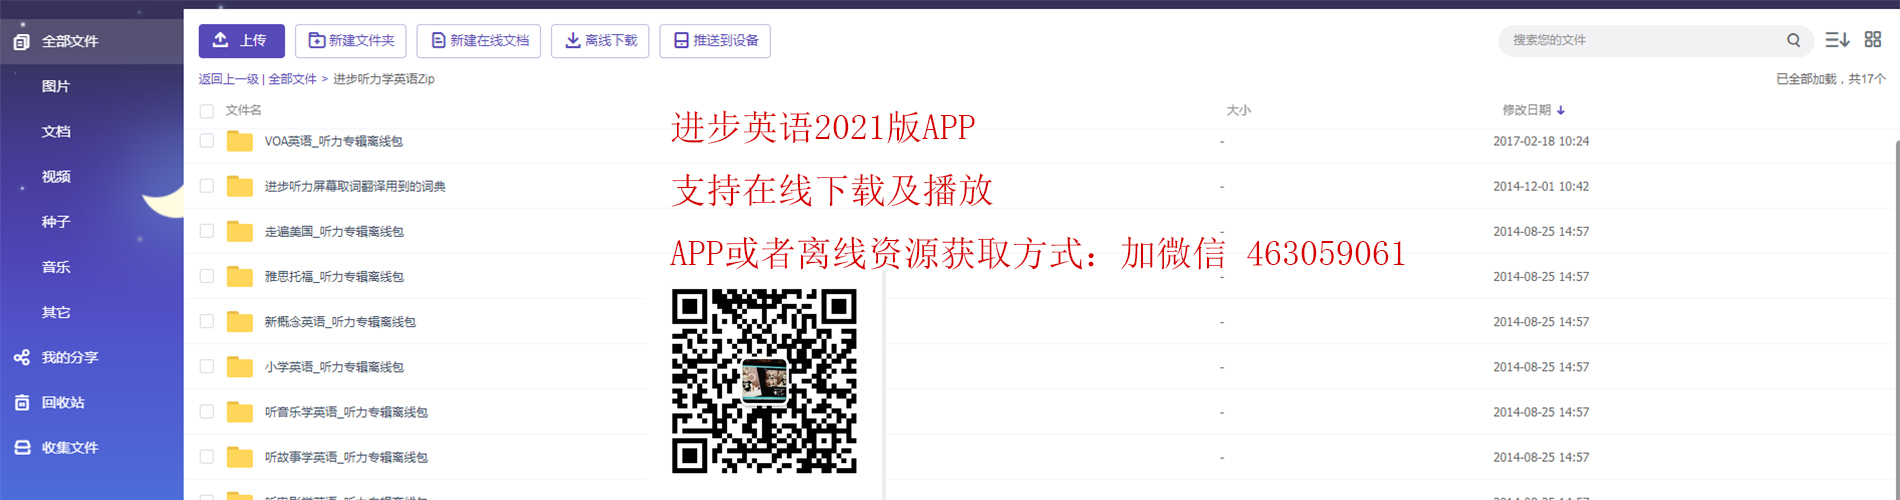 全部文件
图片
文档
视频
种子
音乐
其它
我的分享
回收站
收集文件
上传 新建文件夹 新建在线文档 离线下载 推送到设备 搜索您的文件
返回上一级 | 全部文件 > 进步听力学英语Zip 已全部加载，共17个
文件名 大小 修改日期
VOA英语_听力专辑离线包 - 2017-02-18 10:24
进步听力屏幕取词翻译用到的词典 - 2014-12-01 10:42
走遍美国_听力专辑离线包 - 2014-08-25 14:57
雅思托福_听力专辑离线包 - 2014-08-25 14:57
新概念英语_听力专辑离线包 - 2014-08-25 14:57
小学英语_听力专辑离线包 - 2014-08-25 14:57
听音乐学英语_听力专辑离线包 - 2014-08-25 14:57
听故事学英语_听力专辑离线包 - 2014-08-25 14:57
进步英语2021版APP
支持在线下载及播放
APP或者离线资源获取方式：加微信 463059061